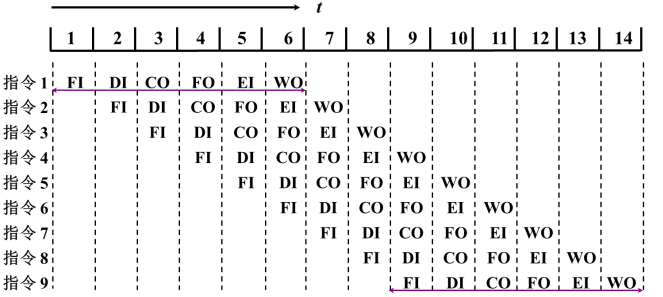 t
1 2 3 4 5 6 7 8 9 10 11 12 13 14
指令 1 FI DI CO FO EI WO
指令 2 FI DI CO FO EI WO
指令 3 FI DI CO FO EI WO
指令 4 FI DI CO FO EI WO
指令 5 FI DI CO FO EI WO
指令 6 FI DI CO FO EI WO
指令 7 FI DI CO FO EI WO
指令 8 FI DI CO FO EI WO
指令 9 FI DI CO FO EI WO